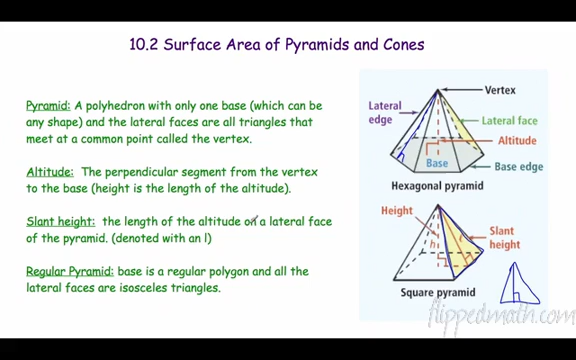 10.2 Surface Area of Pyramids and Cones
Pyramid: A polyhedron with only one base (which can be
any shape) and the lateral faces are all triangles that
meet at a common point called the vertex.
Altitude: The perpendicular segment from the vertex
to the base (height is the length of the altitude).
Slant height: the length of the altitude on a lateral face
of the pyramid. (denoted with an l)
Regular Pyramid: base is a regular polygon and all the
lateral faces are isosceles triangles.
Vertex
Lateral
edge
Lateral face
Altitude
Base
Base edge
Hexagonal pyramid
Height
Slant
height
h
l
Square pyramid
flippedmath.com